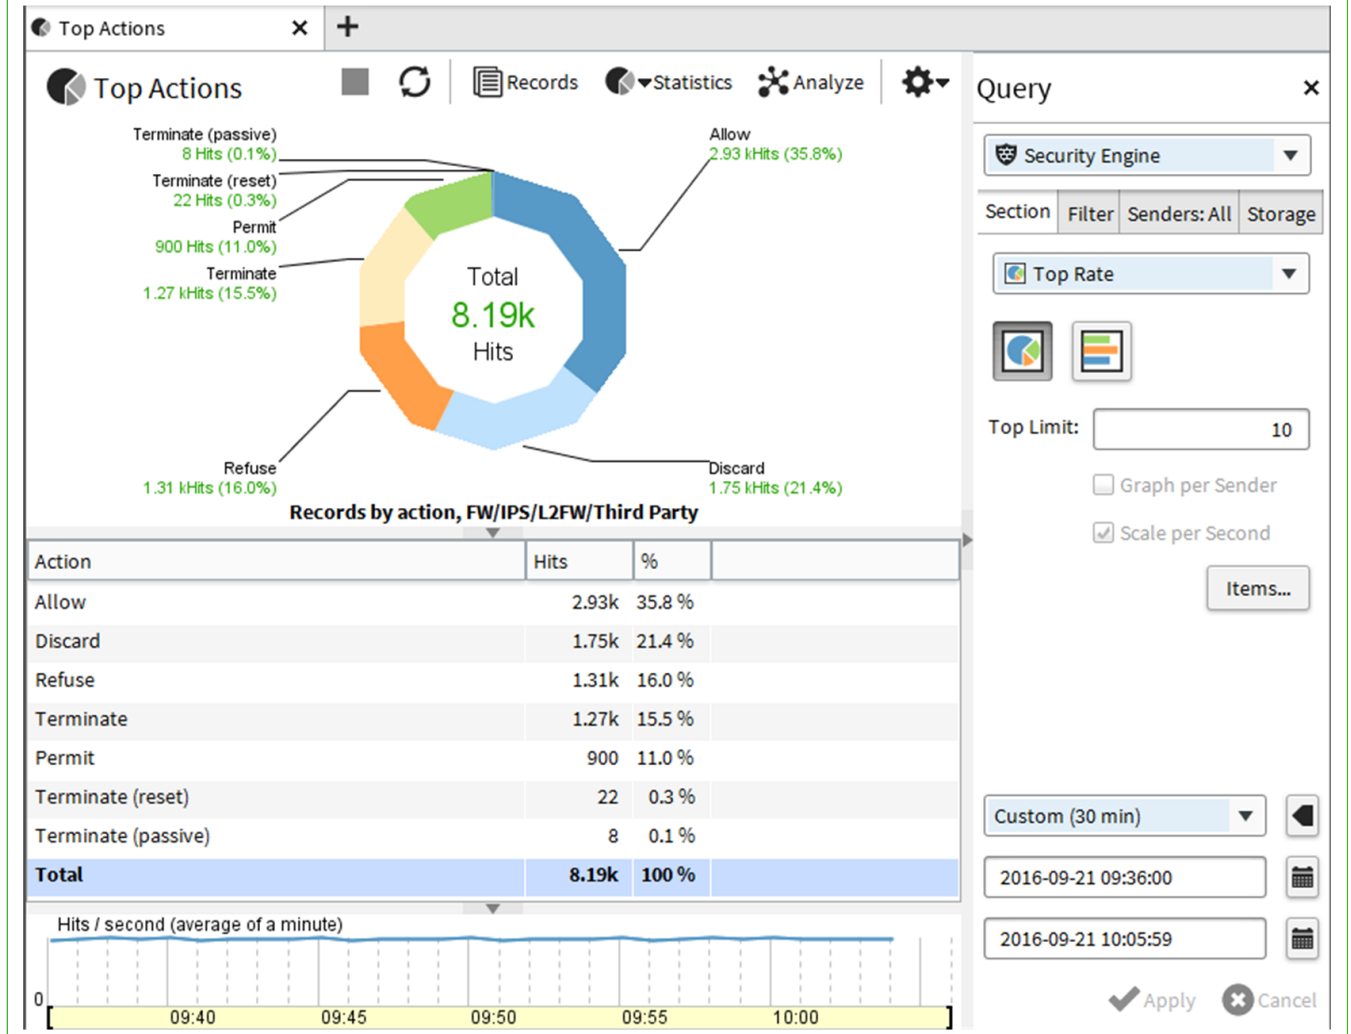 Top Actions
Top Actions
Records
Statistics
Analyze
Terminate (passive)
8 Hits (0.1%)
Terminate (reset)
22 Hits (0.3%)
Permit
900 Hits (11.0%)
Terminate
1.27 kHits (15.5%)
Refuse
1.31 kHits (16.0%)
Allow
2.93 kHits (35.8%)
Discard
1.75 kHits (21.4%)
Total
8.19k
Hits
Records by action, FW/IPS/L2FW/Third Party
Action Hits %
Allow 2.93k 35.8 %
Discard 1.75k 21.4 %
Refuse 1.31k 16.0 %
Terminate 1.27k 15.5 %
Permit 900 11.0 %
Terminate (reset) 22 0.3 %
Terminate (passive) 8 0.1 %
Total 8.19k 100 %
Hits / second (average of a minute)
0
09:40 09:45 09:50 09:55 10:00
Query
Security Engine
Section Filter Senders: All Storage
Top Rate
Top Limit: 10
Graph per Sender
Scale per Second
Items...
Custom (30 min)
2016-09-21 09:36:00
2016-09-21 10:05:59
Apply Cancel